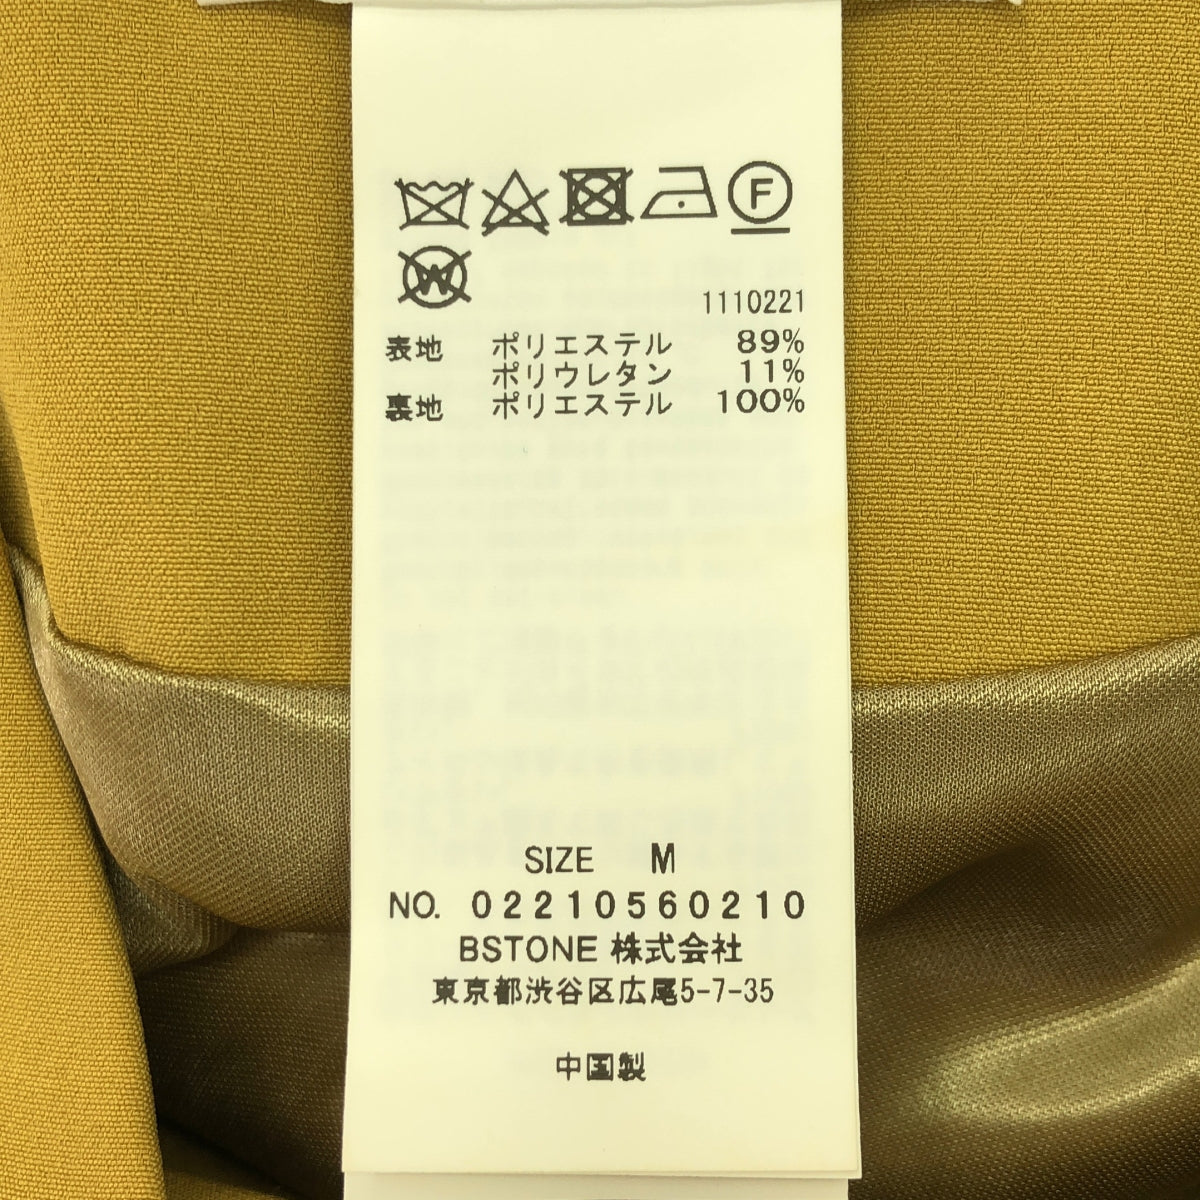 F
W
1110221
表地 ポリエステル 89%
ポリウレタン 11%
裏地 ポリエステル 100%
SIZE M
NO. 02210560210
BSTONE 株式会社
東京都渋谷区広尾5-7-35
中国製